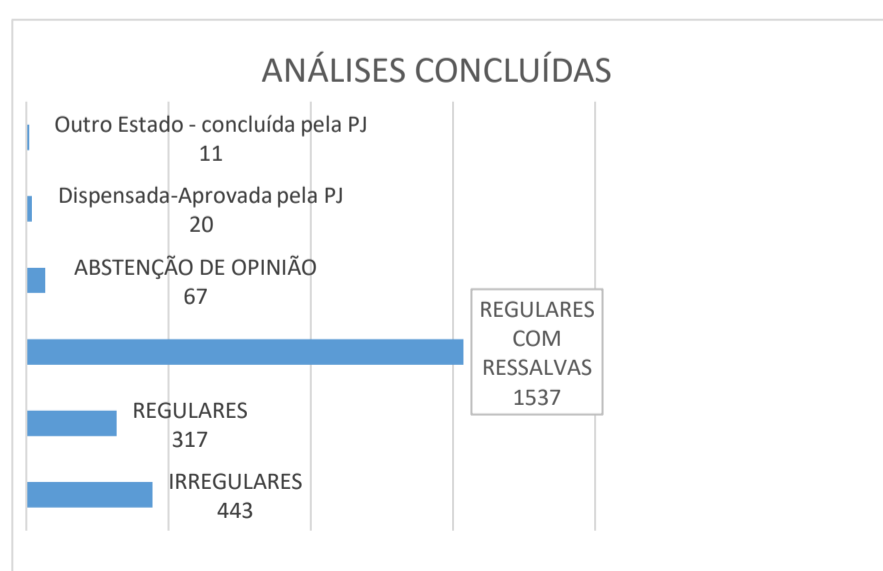 ANÁLISES CONCLUÍDAS
Outro Estado - concluída pela PJ
11
Dispensada-Aprovada pela PJ
20
ABSTENÇÃO DE OPINIÃO
67
REGULARES
COM
RESSALVAS
1537
REGULARES
317
IRREGULARES
443